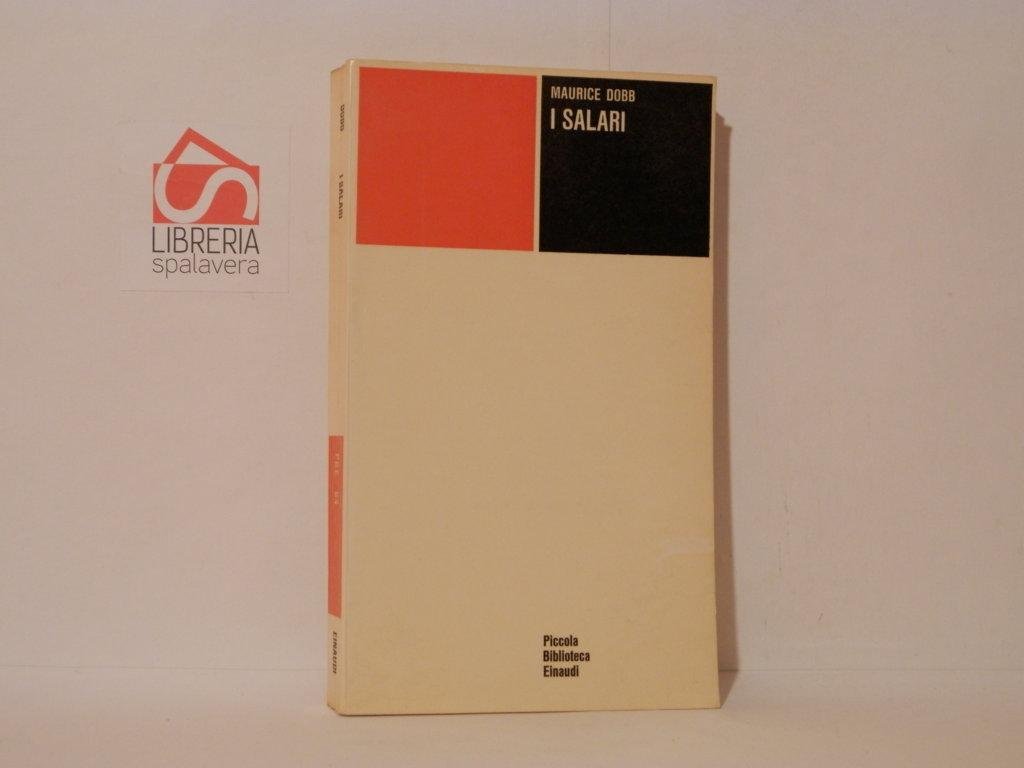 LIBRERIA
spalavera
DOBB I SALARI
EINAUDI
MAURICE DOBB
I SALARI
Piccola
Biblioteca
Einaudi